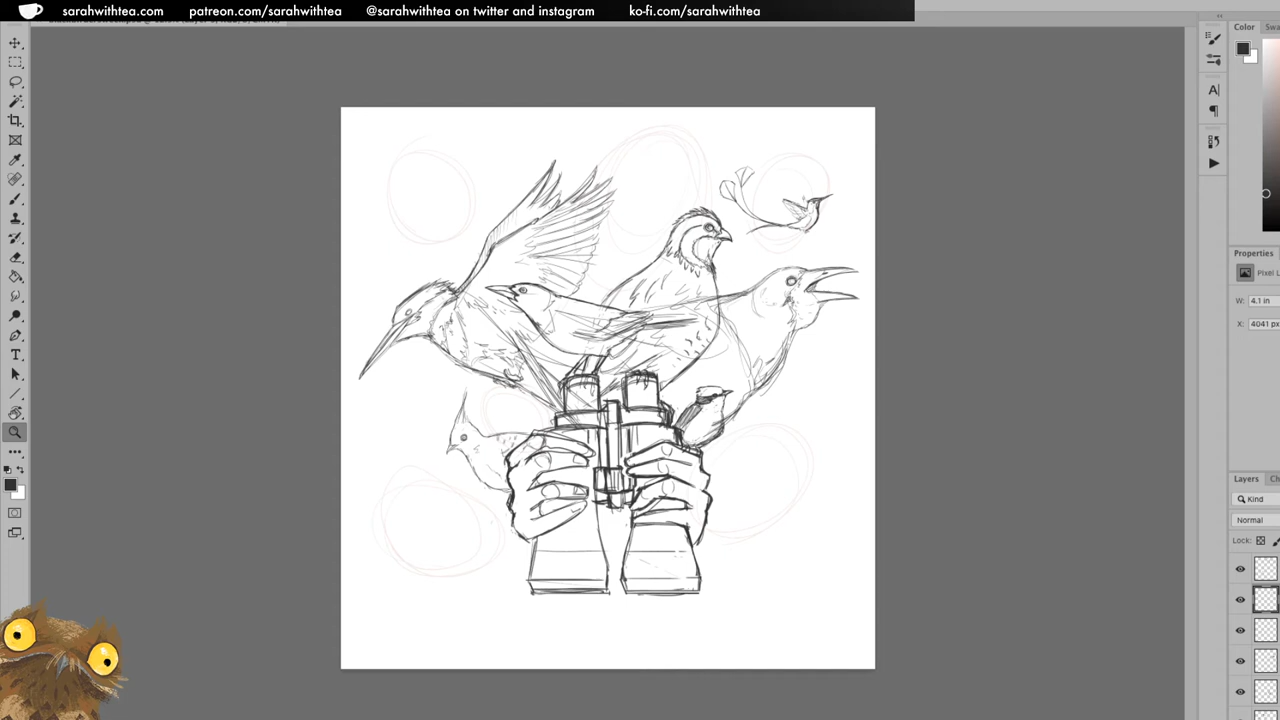 sarahwithtea.com patreon.com/sarahwithtea @sarahwithtea on twitter and instagram ko-fi.com/sarahwithtea
Color
Properties
Pixel L
W: 4.1 in
X: 4041 px
Layers
Kind
Normal
Lock: